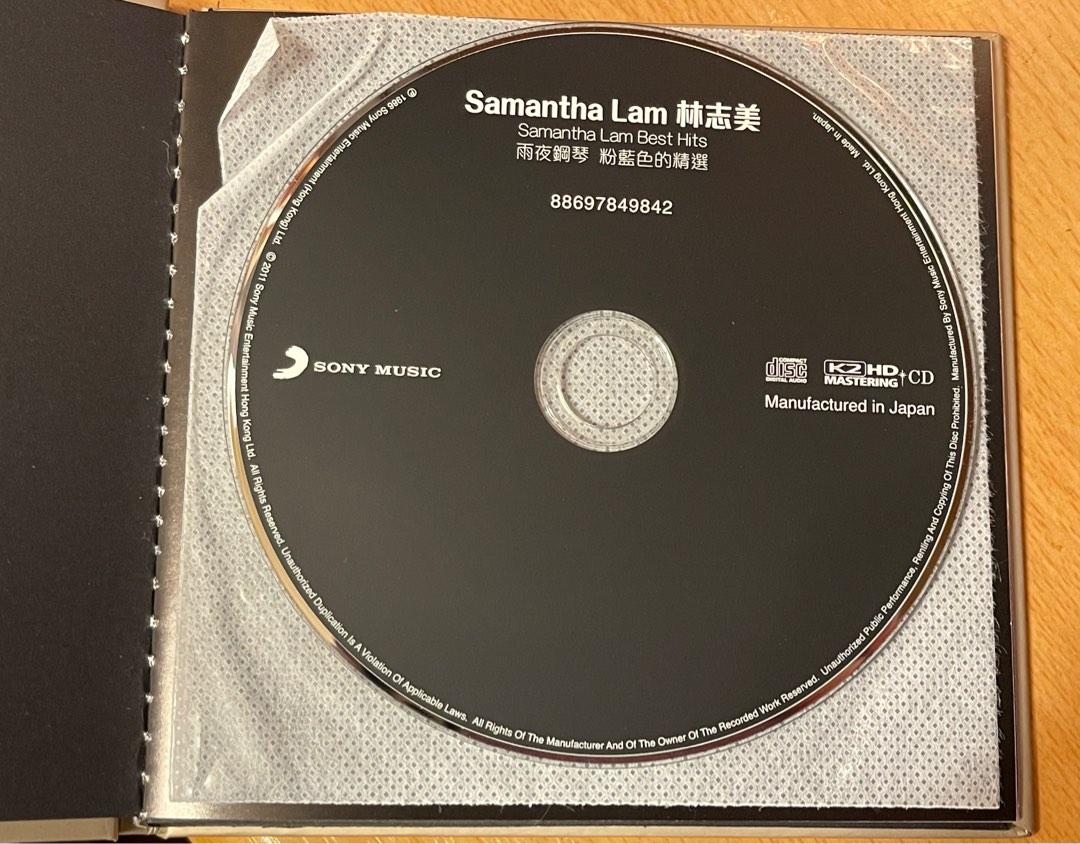 Samantha Lam 林志美
Samantha Lam Best Hits
雨夜鋼琴 粉藍色的精選
88697849842
SONY MUSIC
COMPACT
disc
DIGITAL AUDIO
K2 HD
MASTERING+CD
Manufactured in Japan
℗ 1986 Sony Music Entertainment (Hong Kong) Ltd. © 2011 Sony Music Entertainment Hong Kong Ltd. All Rights Reserved. Unauthorized Duplication Is A Violation Of Applicable Laws. All Rights Of The Manufacturer And Of The Owner Of The Recorded Work Reserved. Unauthorized Public Performance, Renting And Copying Of This Disc Prohibited. Manufactured By Sony Music Entertainment Hong Kong Ltd. Made in Japan.